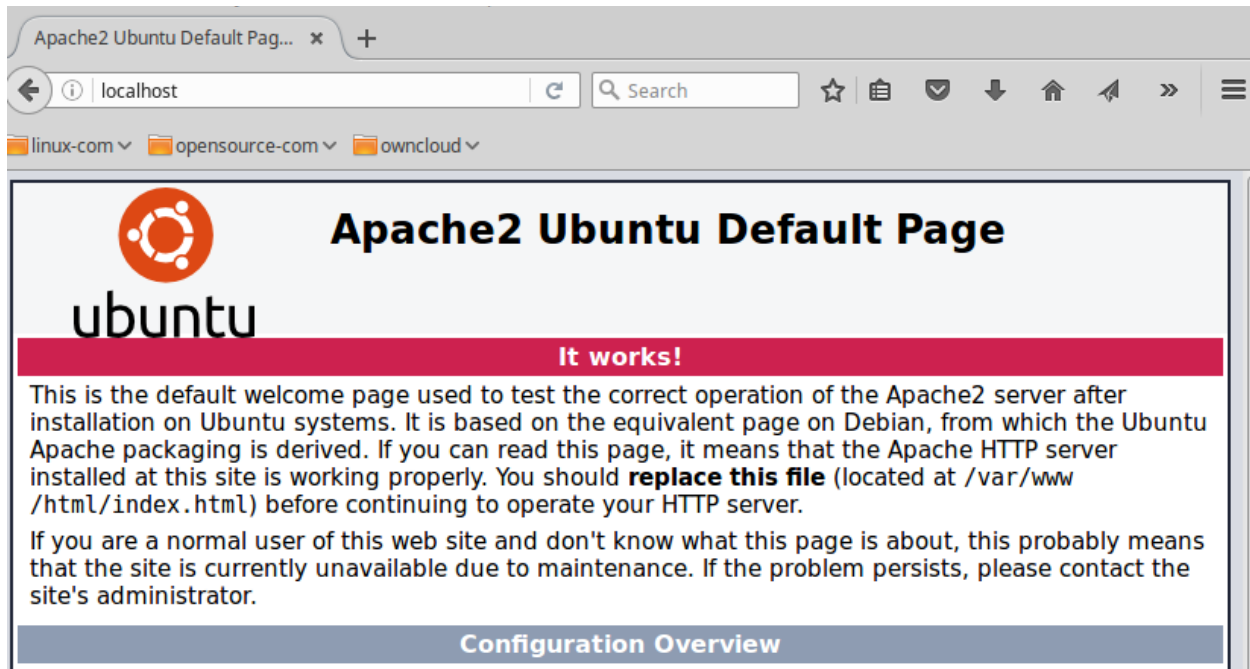 Apache2 Ubuntu Default Pag...
localhost
Search
linux-com
opensource-com
owncloud
ubuntu
Apache2 Ubuntu Default Page
It works!
This is the default welcome page used to test the correct operation of the Apache2 server after
installation on Ubuntu systems. It is based on the equivalent page on Debian, from which the Ubuntu
Apache packaging is derived. If you can read this page, it means that the Apache HTTP server
installed at this site is working properly. You should replace this file (located at /var/www
/html/index.html) before continuing to operate your HTTP server.
If you are a normal user of this web site and don't know what this page is about, this probably means
that the site is currently unavailable due to maintenance. If the problem persists, please contact the
site's administrator.
Configuration Overview